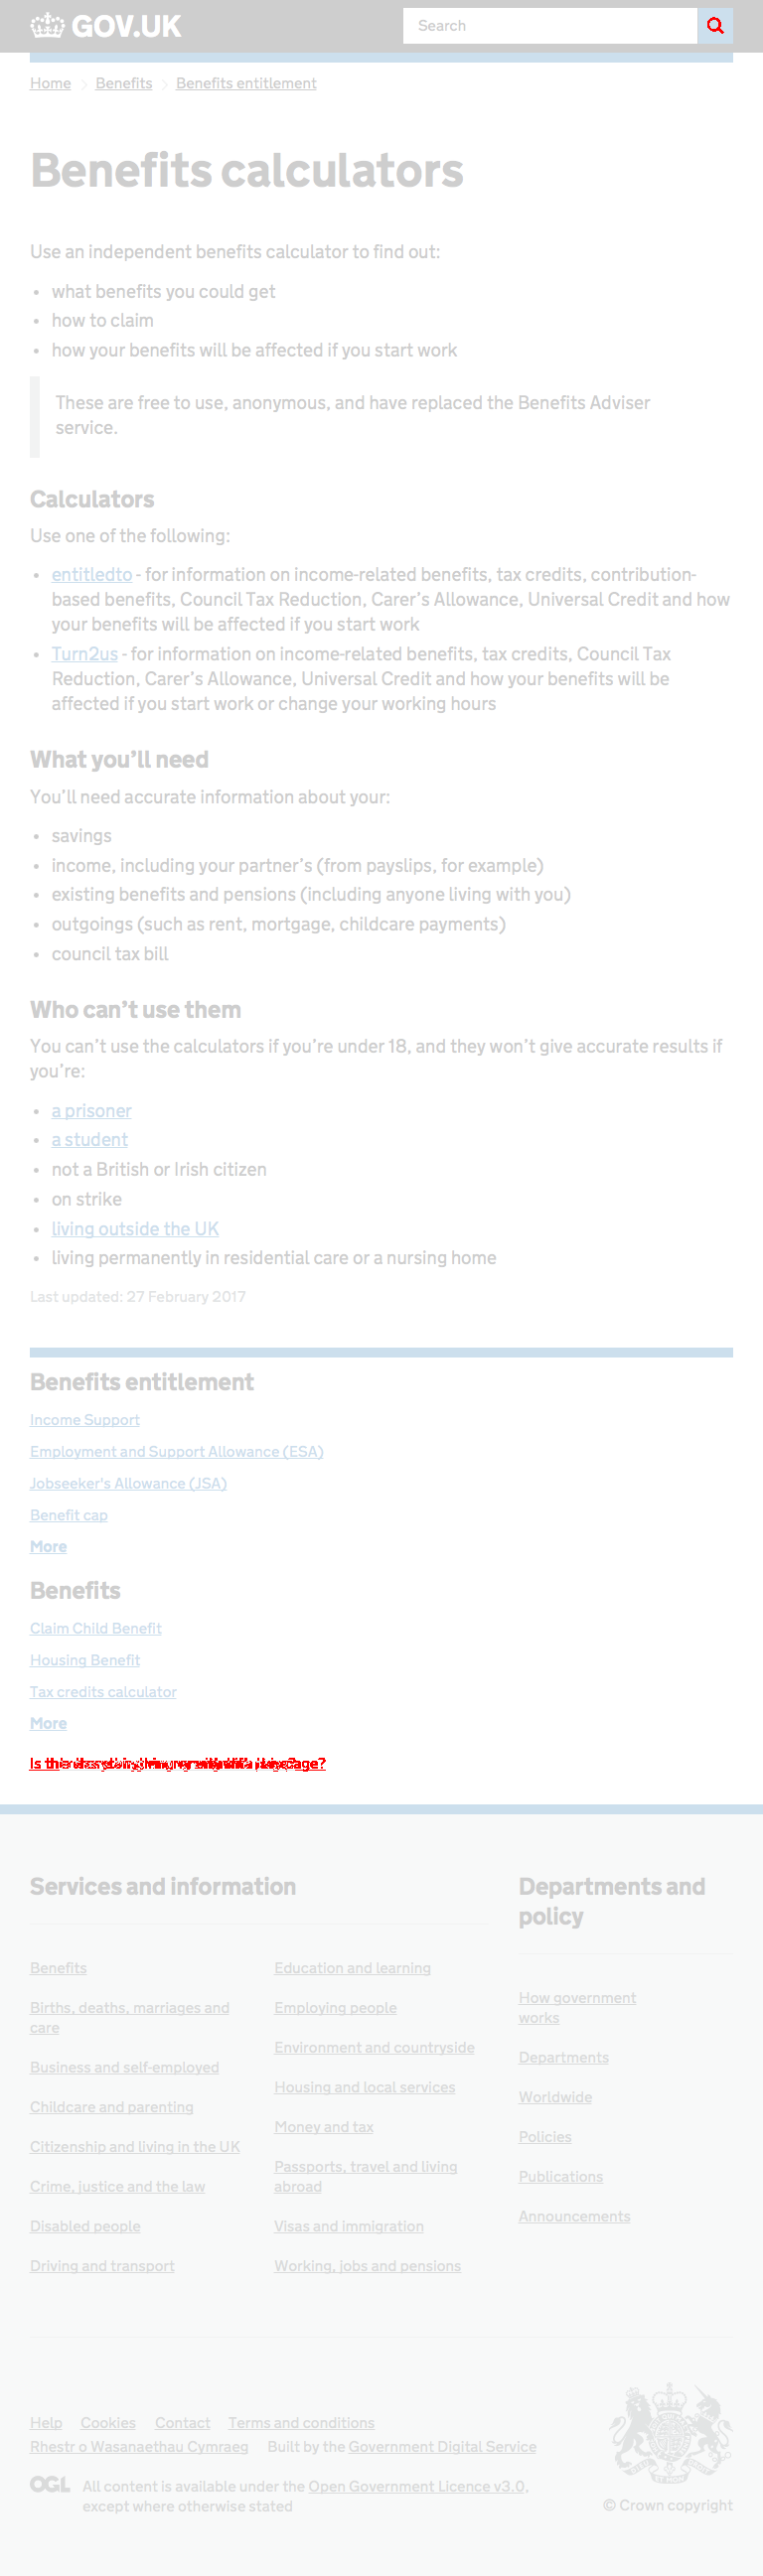 GOV.UK
Search
Home
Benefits
Benefits entitlement
Benefits calculators
Use an independent benefits calculator to find out:
• what benefits you could get
• how to claim
• how your benefits will be affected if you start work
These are free to use, anonymous, and have replaced the Benefits Adviser
service.
Calculators
Use one of the following:
• entitledto - for information on income-related benefits, tax credits, contribution-
based benefits, Council Tax Reduction, Carer’s Allowance, Universal Credit and how
your benefits will be affected if you start work
• Turn2us - for information on income-related benefits, tax credits, Council Tax
Reduction, Carer’s Allowance, Universal Credit and how your benefits will be
affected if you start work or change your working hours
What you’ll need
You’ll need accurate information about your:
• savings
• income, including your partner’s (from payslips, for example)
• existing benefits and pensions (including anyone living with you)
• outgoings (such as rent, mortgage, childcare payments)
• council tax bill
Who can’t use them
You can’t use the calculators if you’re under 18, and they won’t give accurate results if
you’re:
• a prisoner
• a student
• not a British or Irish citizen
• on strike
• living outside the UK
• living permanently in residential care or a nursing home
Last updated: 27 February 2017
Benefits entitlement
Income Support
Employment and Support Allowance (ESA)
Jobseeker's Allowance (JSA)
Benefit cap
More
Benefits
Claim Child Benefit
Housing Benefit
Tax credits calculator
More
Services and information
Benefits
Births, deaths, marriages and
care
Business and self-employed
Childcare and parenting
Citizenship and living in the UK
Crime, justice and the law
Disabled people
Driving and transport
Education and learning
Employing people
Environment and countryside
Housing and local services
Money and tax
Passports, travel and living
abroad
Visas and immigration
Working, jobs and pensions
Departments and
policy
How government
works
Departments
Worldwide
Policies
Publications
Announcements
Help
Cookies
Contact
Terms and conditions
Rhestr o Wasanaethau Cymraeg
Built by the Government Digital Service
OGL
All content is available under the Open Government Licence v3.0,
except where otherwise stated
© Crown copyright